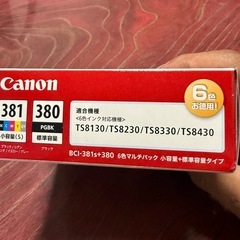 Canon
6色
お徳用!
381
380
PGBK
小容量(S)
標準容量
ブラック
適合機種
<6色インク対応機種>
TS8130/TS8230/TS8330/TS8430
BCI-381s+380 6色マルチパック 小容量+標準容量タイプ